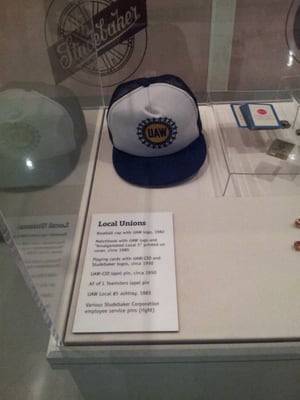 Studebaker
UAW
Local Unions
Baseball cap with UAW logo, 1982
Matchbook with UAW logo and
"Amalgamated Local 5" printed on
cover, circa 1985
Playing cards with UAW-CIO and
Studebaker logos, circa 1950
UAW-CIO lapel pin, circa 1950
AF of L Teamsters lapel pin
UAW Local #5 ashtray, 1985
Various Studebaker Corporation
employee service pins (right)